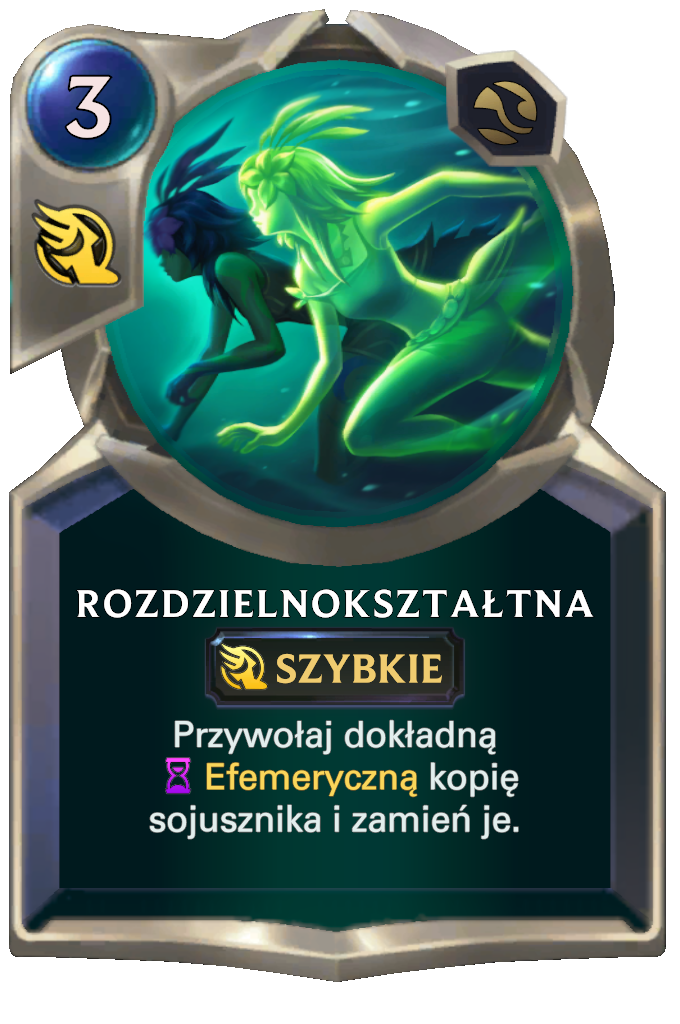 3
ROZDZIELNOKSZTAŁTNA
SZYBKIE
Przywołaj dokładną
Efemeryczną kopię
sojusznika i zamień je.